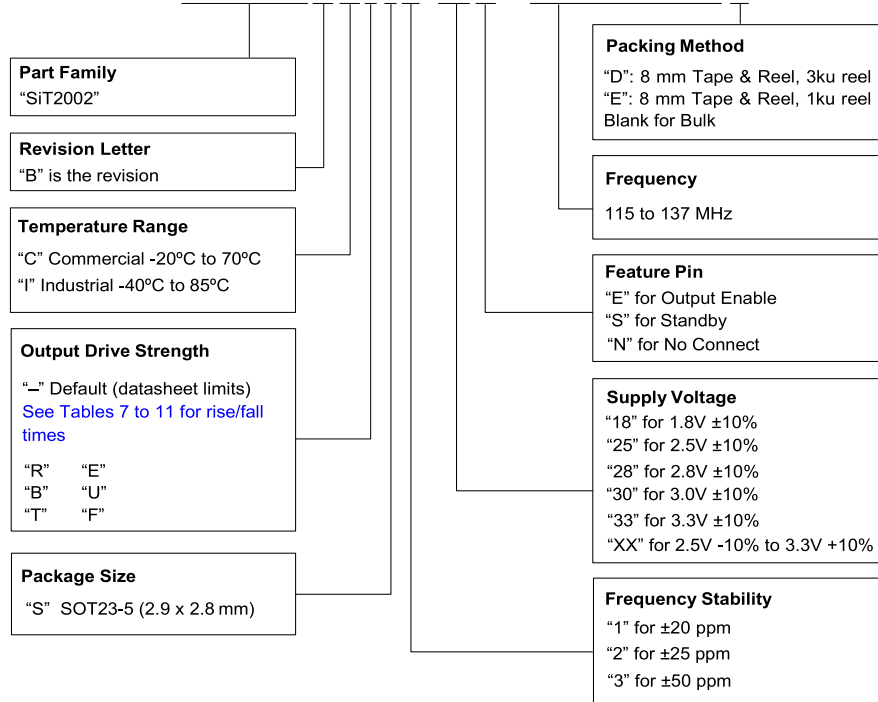 Part Family
“SiT2002”
Revision Letter
“B” is the revision
Temperature Range
“C” Commercial -20ºC to 70ºC
“I” Industrial -40ºC to 85ºC
Output Drive Strength
“–” Default (datasheet limits)
See Tables 7 to 11 for rise/fall
times
“R” “E”
“B” “U”
“T” “F”
Package Size
“S” SOT23-5 (2.9 x 2.8 mm)
Packing Method
“D”: 8 mm Tape & Reel, 3ku reel
“E”: 8 mm Tape & Reel, 1ku reel
Blank for Bulk
Frequency
115 to 137 MHz
Feature Pin
“E” for Output Enable
“S” for Standby
“N” for No Connect
Supply Voltage
“18” for 1.8V ±10%
“25” for 2.5V ±10%
“28” for 2.8V ±10%
“30” for 3.0V ±10%
“33” for 3.3V ±10%
“XX” for 2.5V -10% to 3.3V +10%
Frequency Stability
“1” for ±20 ppm
“2” for ±25 ppm
“3” for ±50 ppm